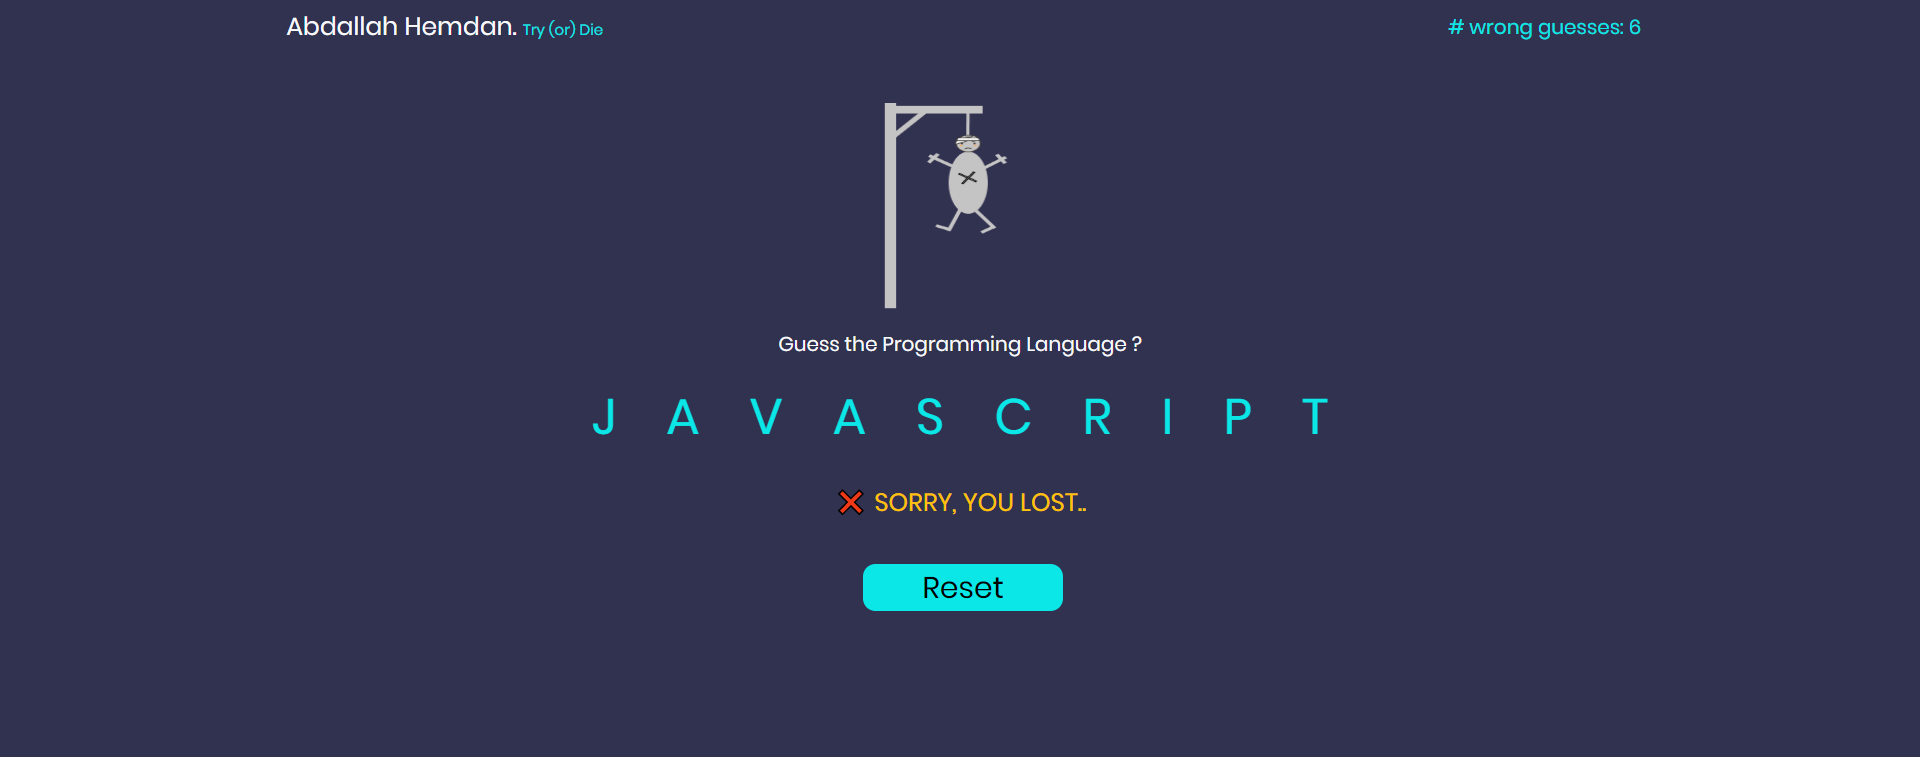 Abdallah Hemdan. Try (or) Die
# wrong guesses: 6
Guess the Programming Language ?
J A V A S C R I P T
❌ SORRY, YOU LOST..
Reset